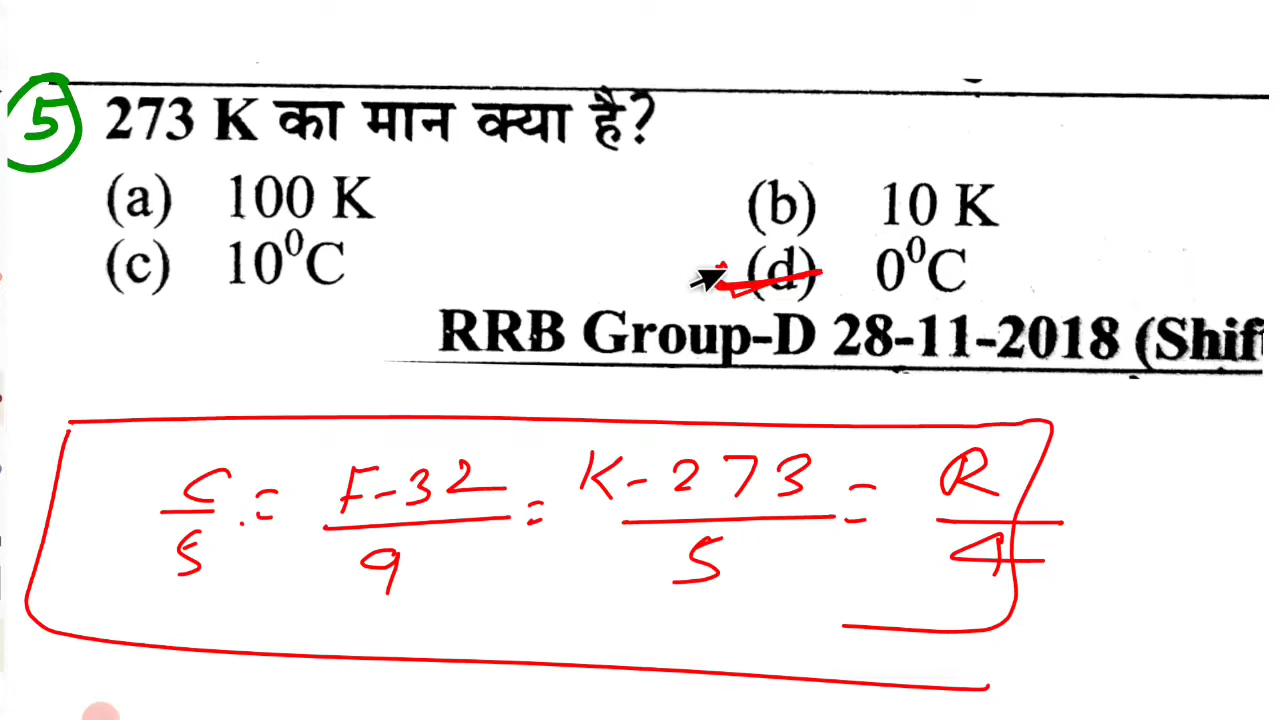 5 273 K का मान क्या है?
(a) 100 K (b) 10 K
(c) 10⁰C (d) 0⁰C
RRB Group-D 28-11-2018 (Shif
C/5 = F-32/9 = K-273/5 = R/4